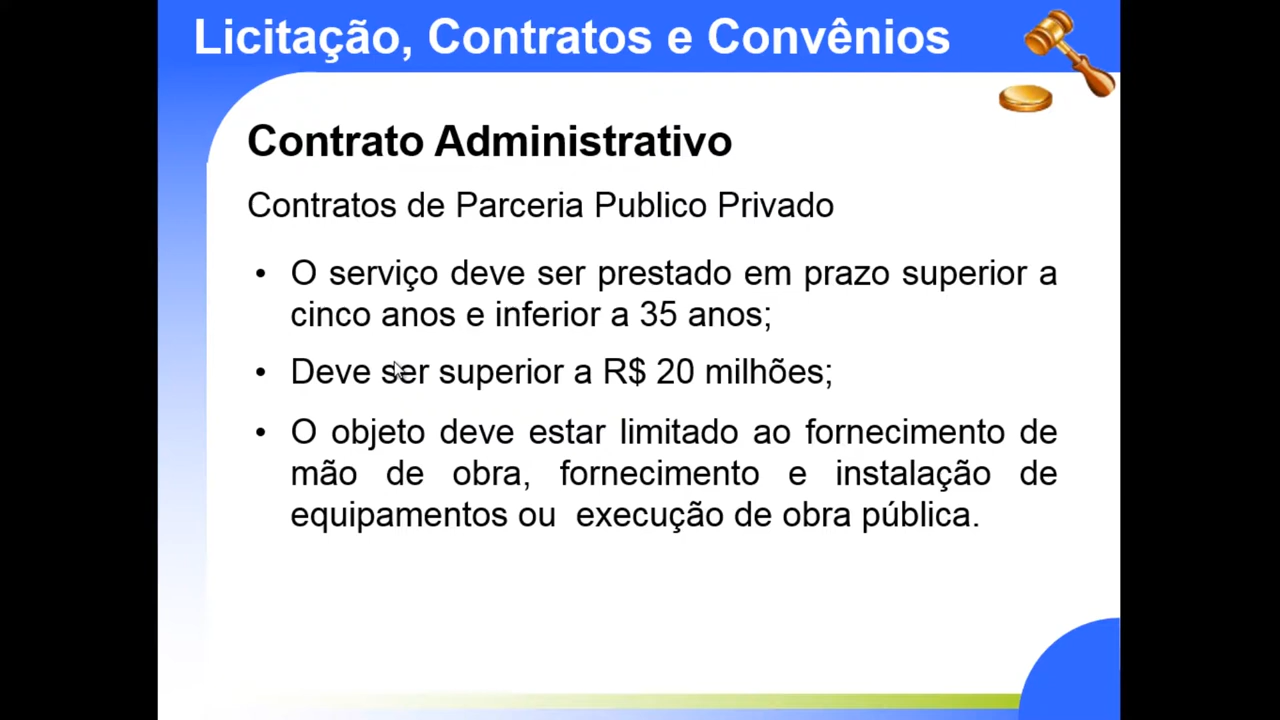 Licitação, Contratos e Convênios
Contrato Administrativo
Contratos de Parceria Publico Privado
• O serviço deve ser prestado em prazo superior a
cinco anos e inferior a 35 anos;
• Deve ser superior a R$ 20 milhões;
• O objeto deve estar limitado ao fornecimento de
mão de obra, fornecimento e instalação de
equipamentos ou execução de obra pública.